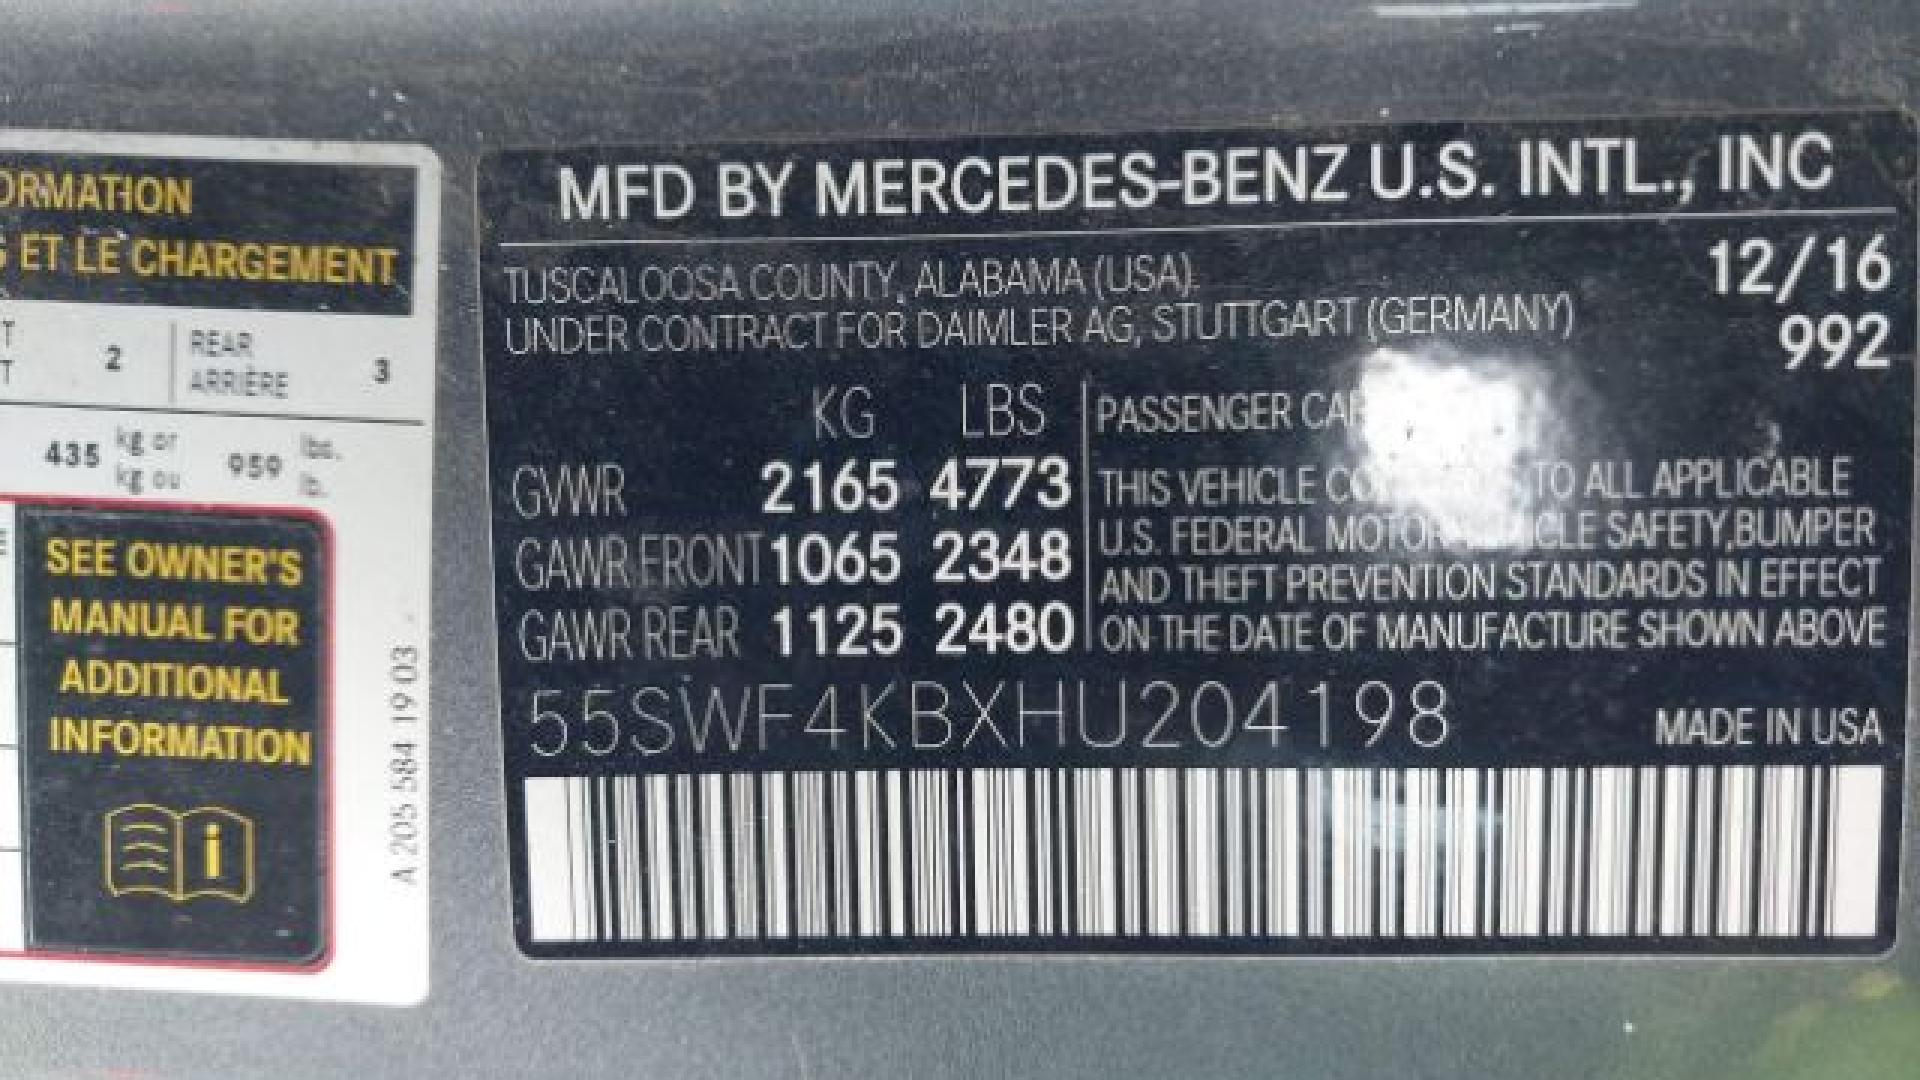 ORMATION
G ET LE CHARGEMENT
T
T
2
REAR
ARRIÈRE
3
435
kg or
kg ou
959
lbs.
lb.
SEE OWNER'S
MANUAL FOR
ADDITIONAL
INFORMATION
i
A 205 584 19 03
MFD BY MERCEDES-BENZ U.S. INTL., INC
TUSCALOOSA COUNTY, ALABAMA (USA)
12/16
UNDER CONTRACT FOR DAIMLER AG, STUTTGART (GERMANY)
992
KG LBS
GVWR 2165 4773
GAWR FRONT 1065 2348
GAWR REAR 1125 2480
PASSENGER
THIS VEHICLE TO ALL APPLICABLE
U.S. FEDERAL MOTOR SAFETY,BUMPER
AND THEFT PREVENTION STANDARDS IN EFFECT
ON THE DATE OF MANUFACTURE SHOWN ABOVE
55SWF4KBXHU204198
MADE IN USA